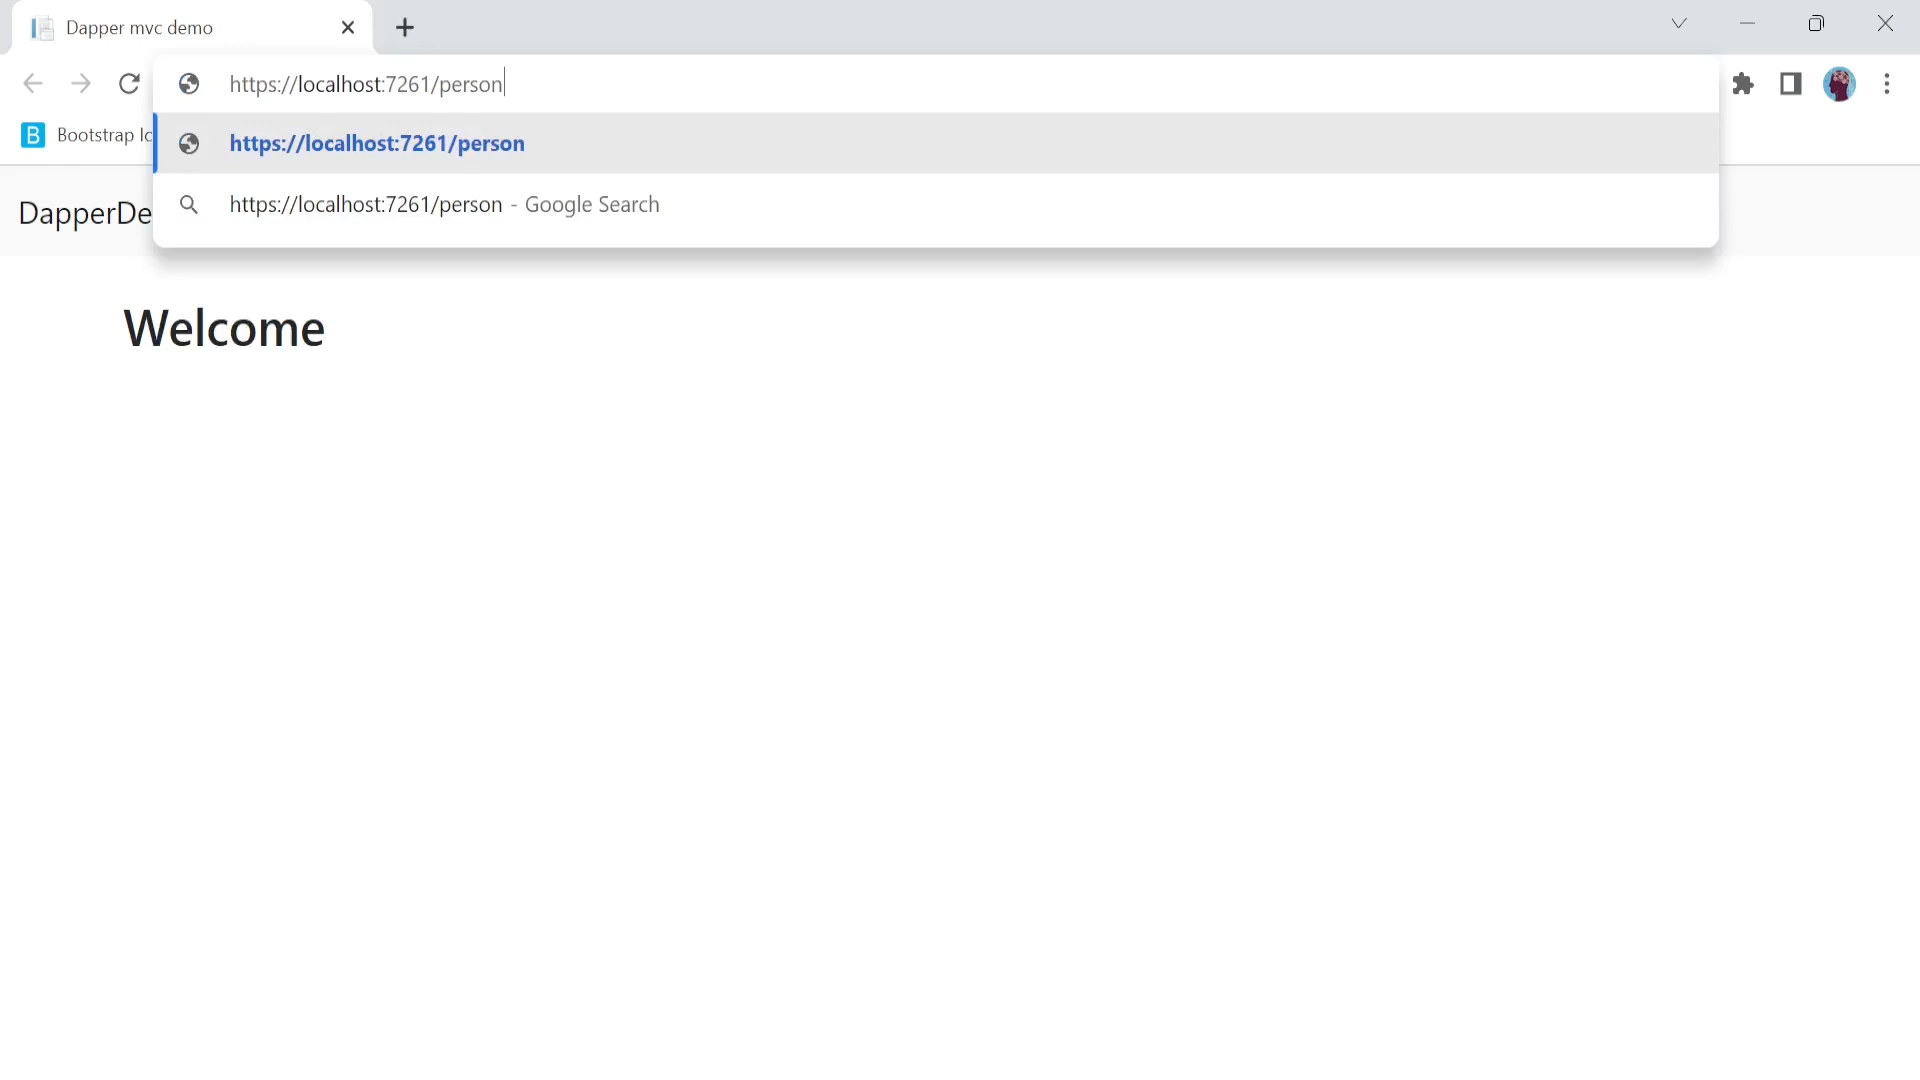 Dapper mvc demo
https://localhost:7261/person
B Bootstrap Ic
https://localhost:7261/person
https://localhost:7261/person - Google Search
DapperDe
Welcome